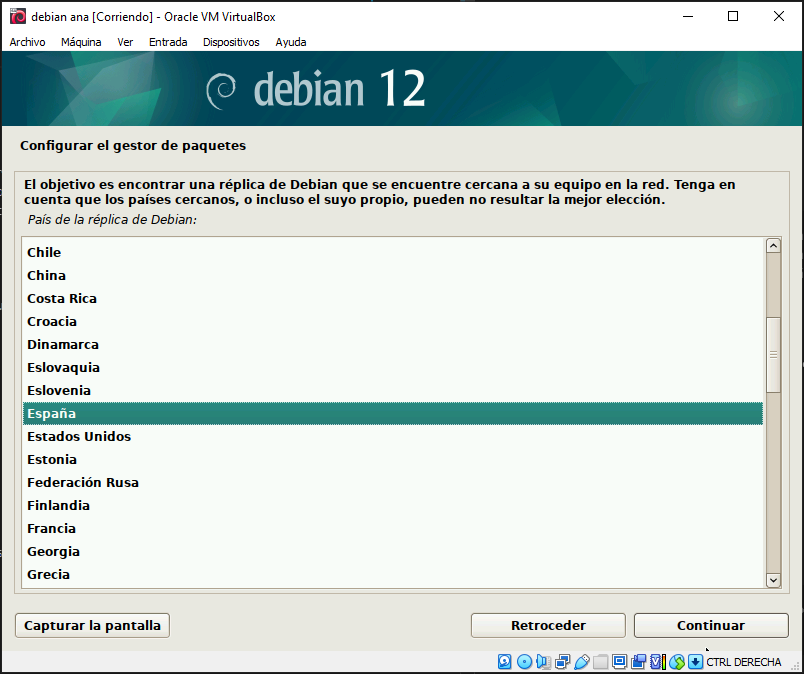 debian ana [Corriendo] - Oracle VM VirtualBox
Archivo Máquina Ver Entrada Dispositivos Ayuda
debian 12
Configurar el gestor de paquetes
El objetivo es encontrar una réplica de Debian que se encuentre cercana a su equipo en la red. Tenga en
cuenta que los países cercanos, o incluso el suyo propio, pueden no resultar la mejor elección.
País de la réplica de Debian:
Chile
China
Costa Rica
Croacia
Dinamarca
Eslovaquia
Eslovenia
España
Estados Unidos
Estonia
Federación Rusa
Finlandia
Francia
Georgia
Grecia
Capturar la pantalla Retroceder Continuar
CTRL DERECHA